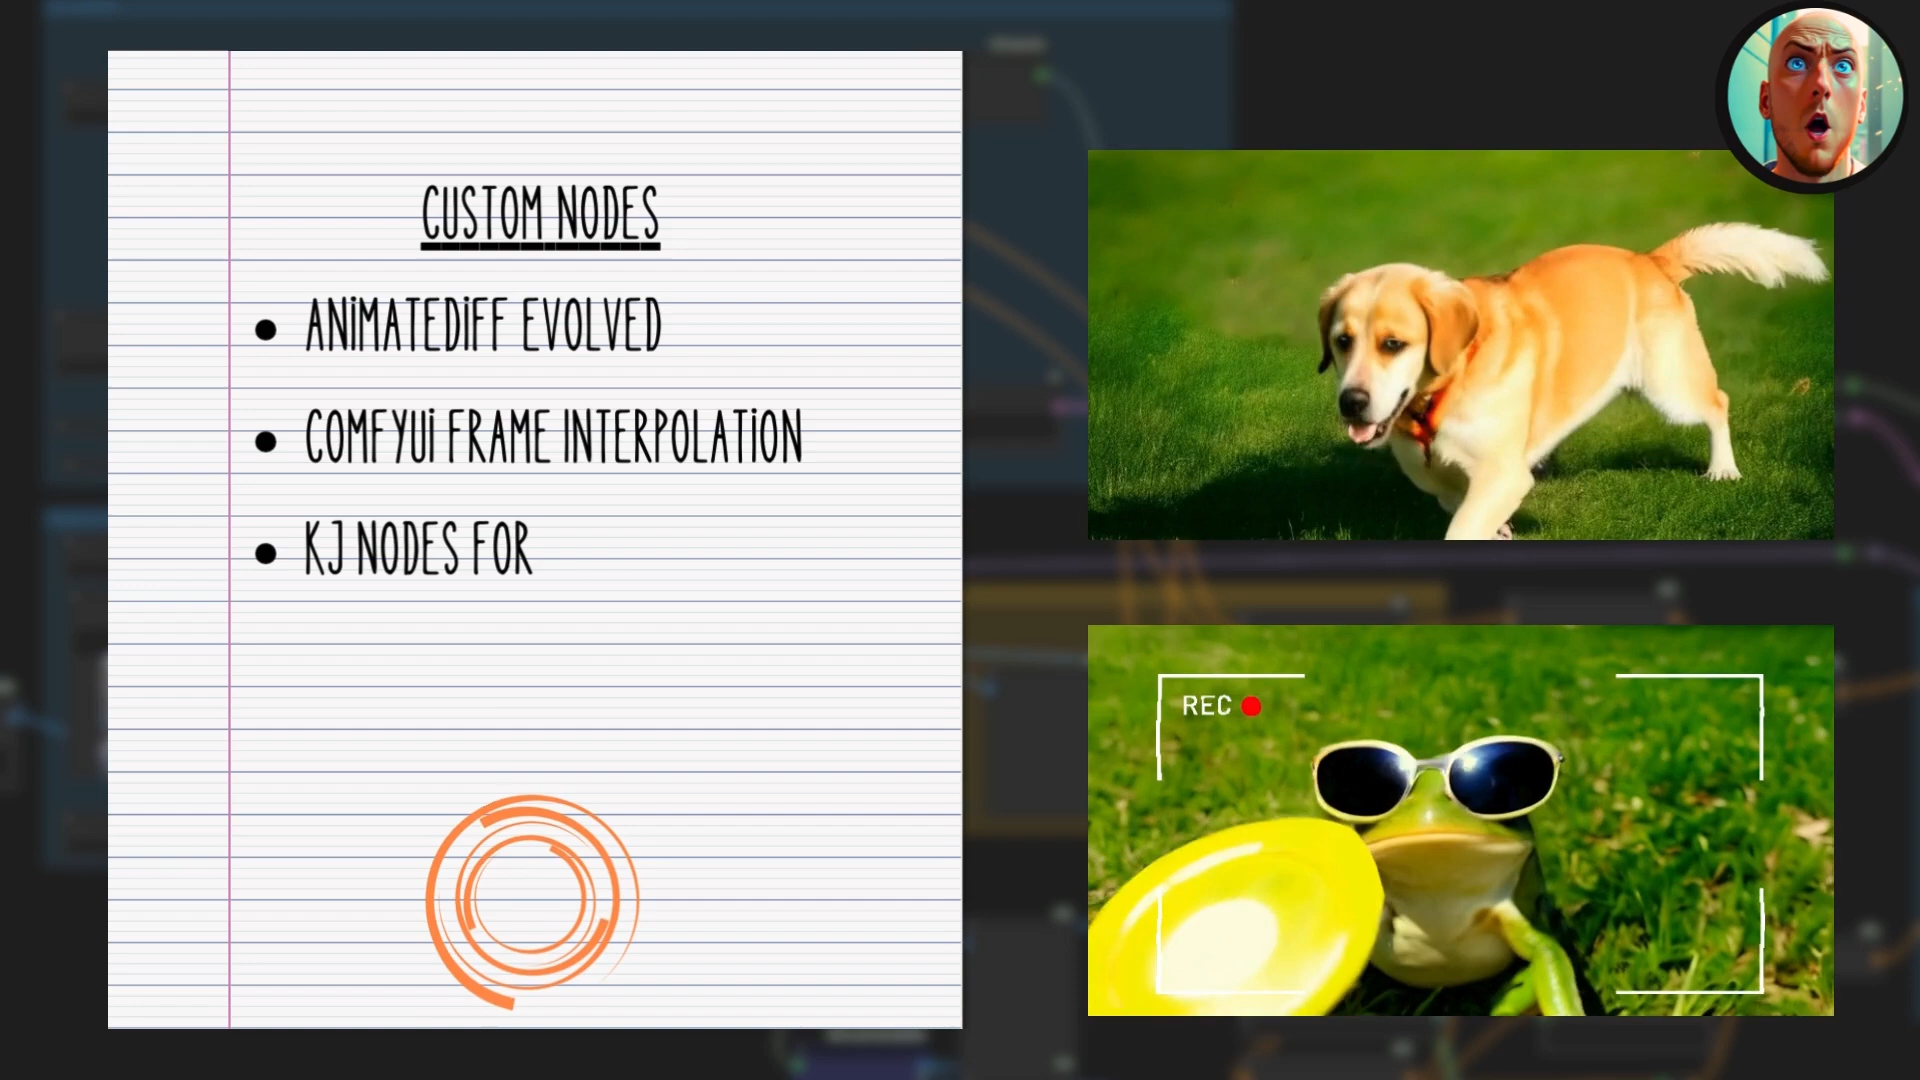 CUSTOM NODES
ANiMATEDiFF EVOLVED
COMFYUi FRAME INTERPOLATiON
KJ NODES FOR
REC